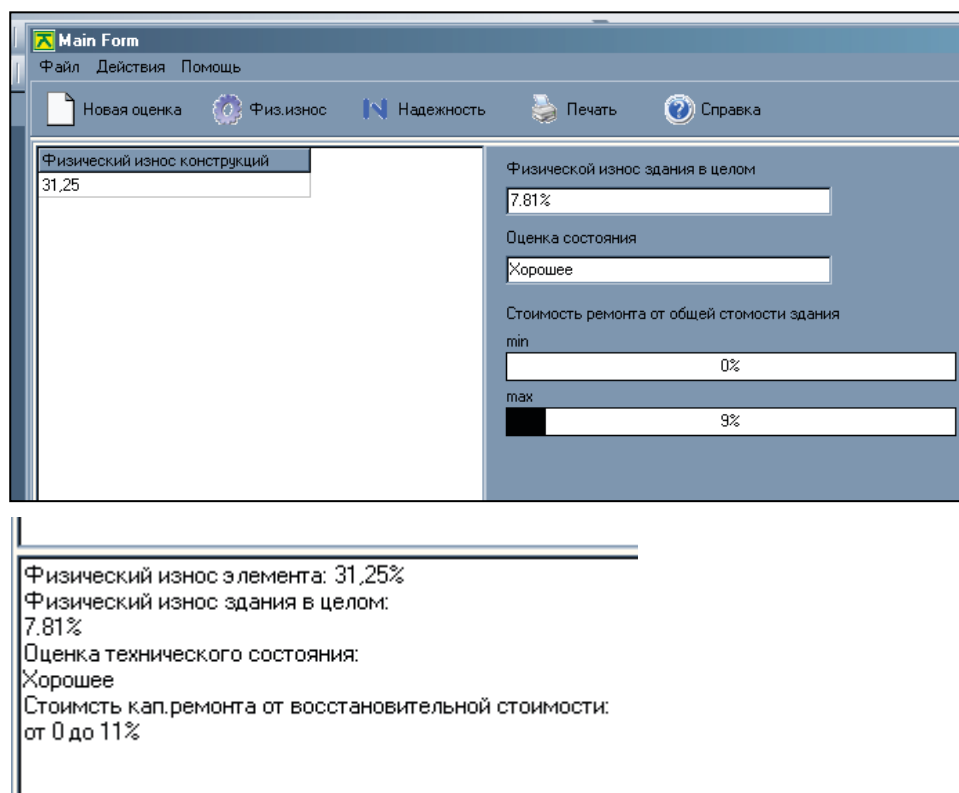 Main Form
Файл Действия Помощь
Новая оценка Физ.износ Надежность Печать Справка
Физический износ конструкций
31,25
Физической износ здания в целом
7.81%
Оценка состояния
Хорошее
Стоимость ремонта от общей стомости здания
min
0%
max
9%
Физический износ элемента: 31,25%
Физический износ здания в целом:
7.81%
Оценка технического состояния:
Хорошее
Стоимсть кап.ремонта от восстановительной стоимости:
от 0 до 11%